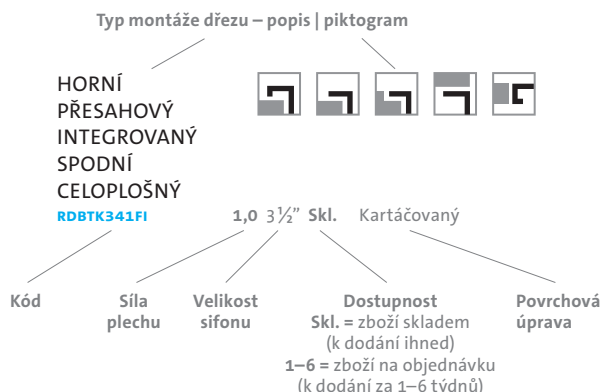 Typ montáže dřezu – popis | piktogram
HORNÍ
PŘESAHOVÝ
INTEGROVANÝ
SPODNÍ
CELOPLOŠNÝ
RDBTK341FI 1,0 3½” Skl. Kartáčovaný
Kód Síla plechu Velikost sifonu Dostupnost Povrchová úprava
Skl. = zboží skladem
(k dodání ihned)
1–6 = zboží na objednávku
(k dodání za 1–6 týdnů)